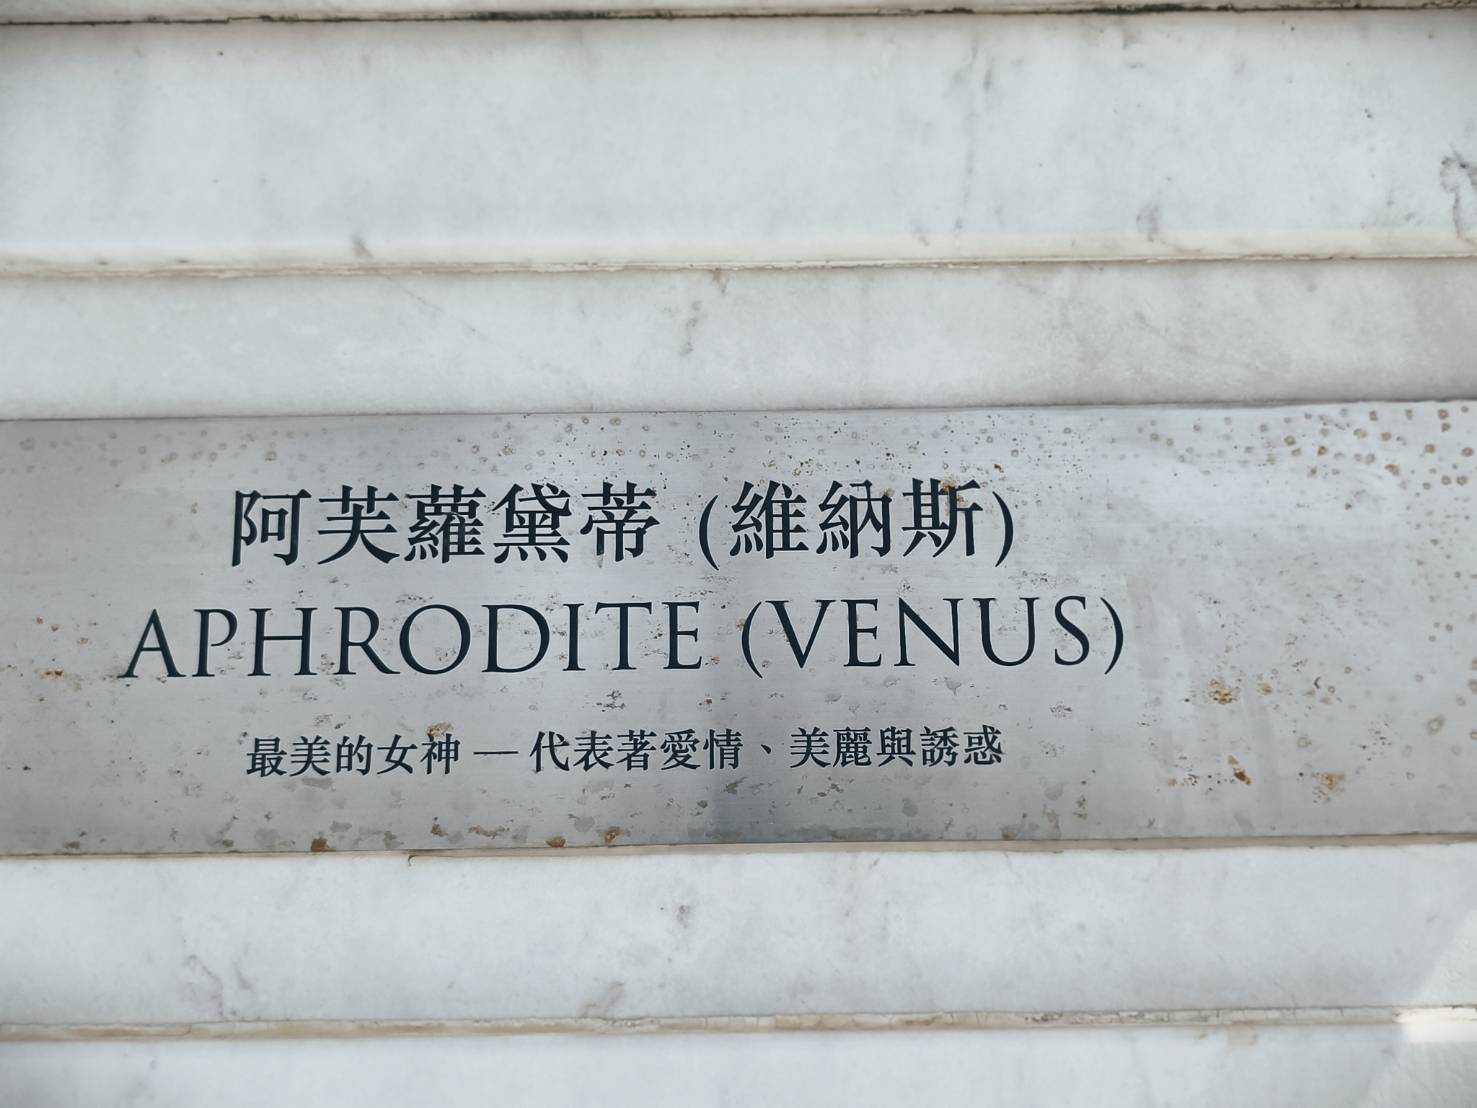 阿芙蘿黛蒂 (維納斯)
APHRODITE (VENUS)
最美的女神 — 代表著愛情、美麗與誘惑